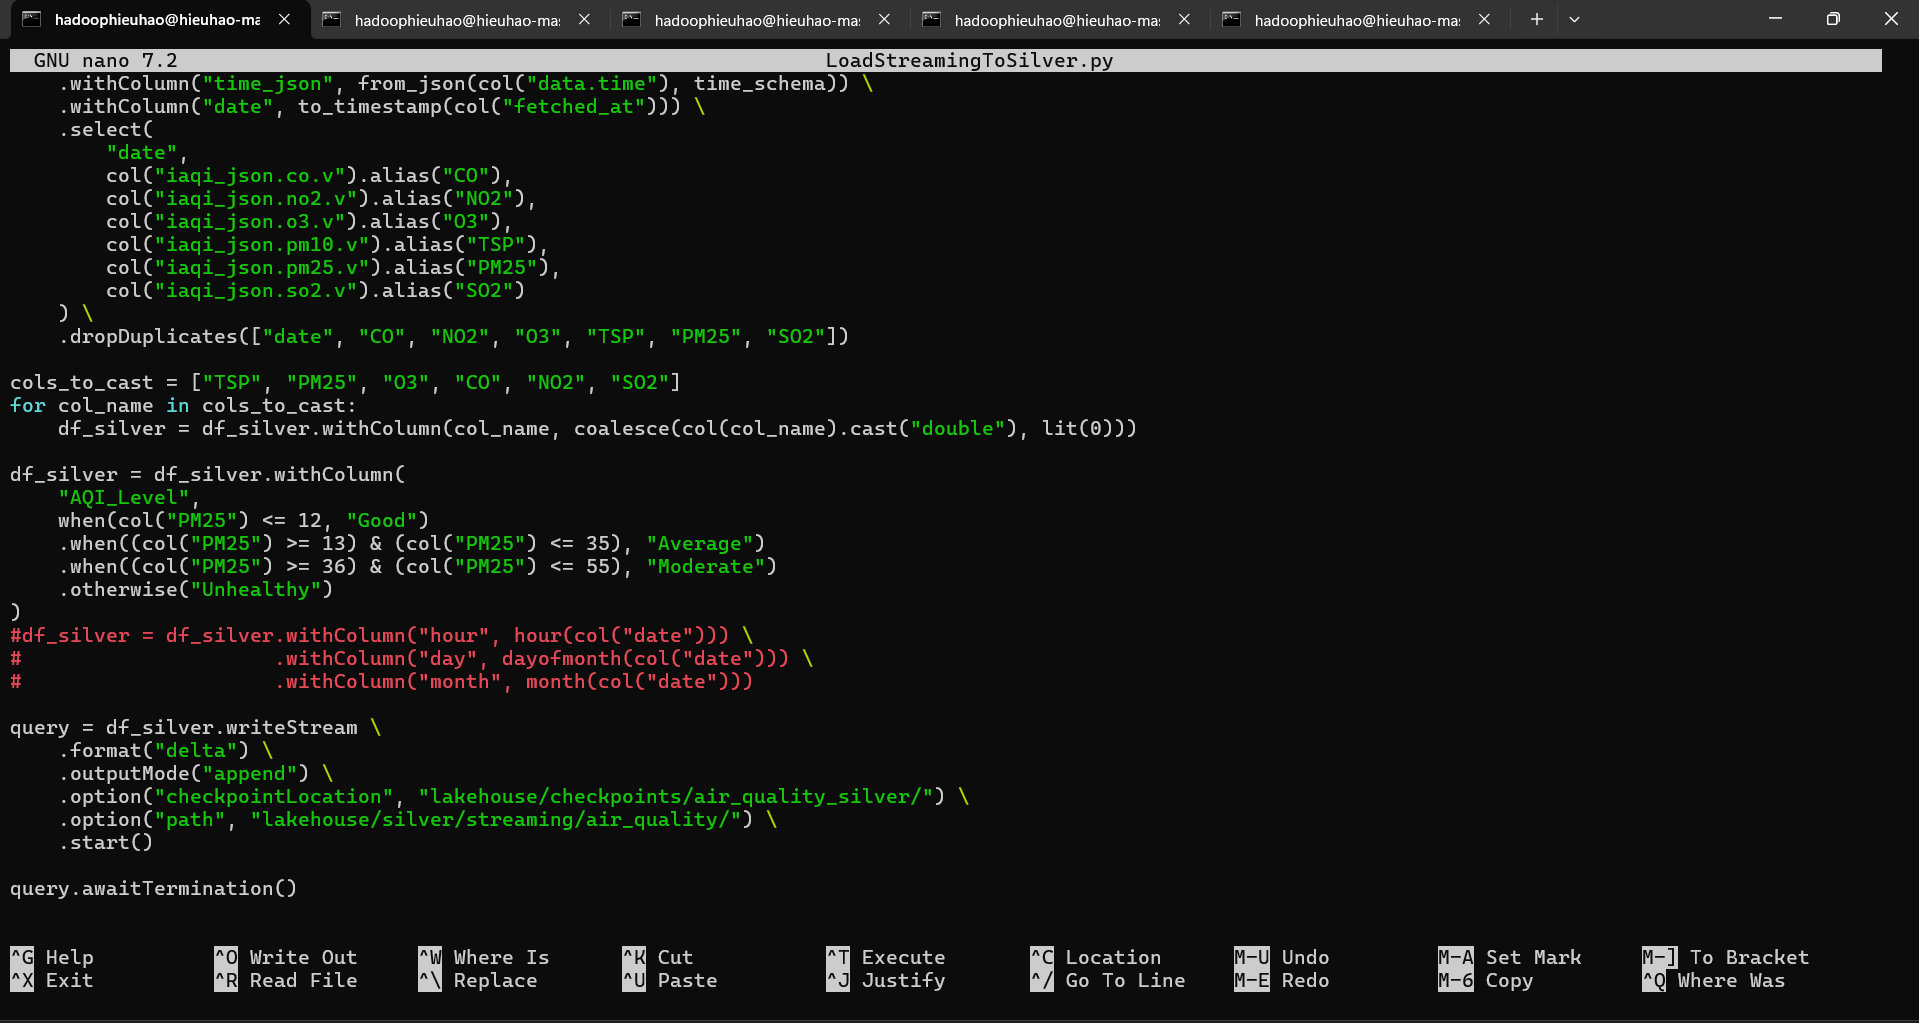 hadoophieuhao@hieuhao-ma
hadoophieuhao@hieuhao-ma
hadoophieuhao@hieuhao-ma
hadoophieuhao@hieuhao-ma
hadoophieuhao@hieuhao-ma
GNU nano 7.2 LoadStreamingToSilver.py
    .withColumn("time_json", from_json(col("data.time"), time_schema)) \
    .withColumn("date", to_timestamp(col("fetched_at"))) \
    .select(
        "date",
        col("iaqi_json.co.v").alias("CO"),
        col("iaqi_json.no2.v").alias("NO2"),
        col("iaqi_json.o3.v").alias("O3"),
        col("iaqi_json.pm10.v").alias("TSP"),
        col("iaqi_json.pm25.v").alias("PM25"),
        col("iaqi_json.so2.v").alias("SO2")
    ) \
    .dropDuplicates(["date", "CO", "NO2", "O3", "TSP", "PM25", "SO2"])
cols_to_cast = ["TSP", "PM25", "O3", "CO", "NO2", "SO2"]
for col_name in cols_to_cast:
    df_silver = df_silver.withColumn(col_name, coalesce(col(col_name).cast("double"), lit(0)))
df_silver = df_silver.withColumn(
    "AQI_Level",
    when(col("PM25") <= 12, "Good")
    .when((col("PM25") >= 13) & (col("PM25") <= 35), "Average")
    .when((col("PM25") >= 36) & (col("PM25") <= 55), "Moderate")
    .otherwise("Unhealthy")
)
#df_silver = df_silver.withColumn("hour", hour(col("date"))) \
#                     .withColumn("day", dayofmonth(col("date"))) \
#                     .withColumn("month", month(col("date")))
query = df_silver.writeStream \
    .format("delta") \
    .outputMode("append") \
    .option("checkpointLocation", "lakehouse/checkpoints/air_quality_silver/") \
    .option("path", "lakehouse/silver/streaming/air_quality/") \
    .start()
query.awaitTermination()
^G Help ^O Write Out ^W Where Is ^K Cut ^T Execute ^C Location M-U Undo M-A Set Mark M-] To Bracket
^X Exit ^R Read File ^\ Replace ^U Paste ^J Justify ^/ Go To Line M-E Redo M-6 Copy ^Q Where Was